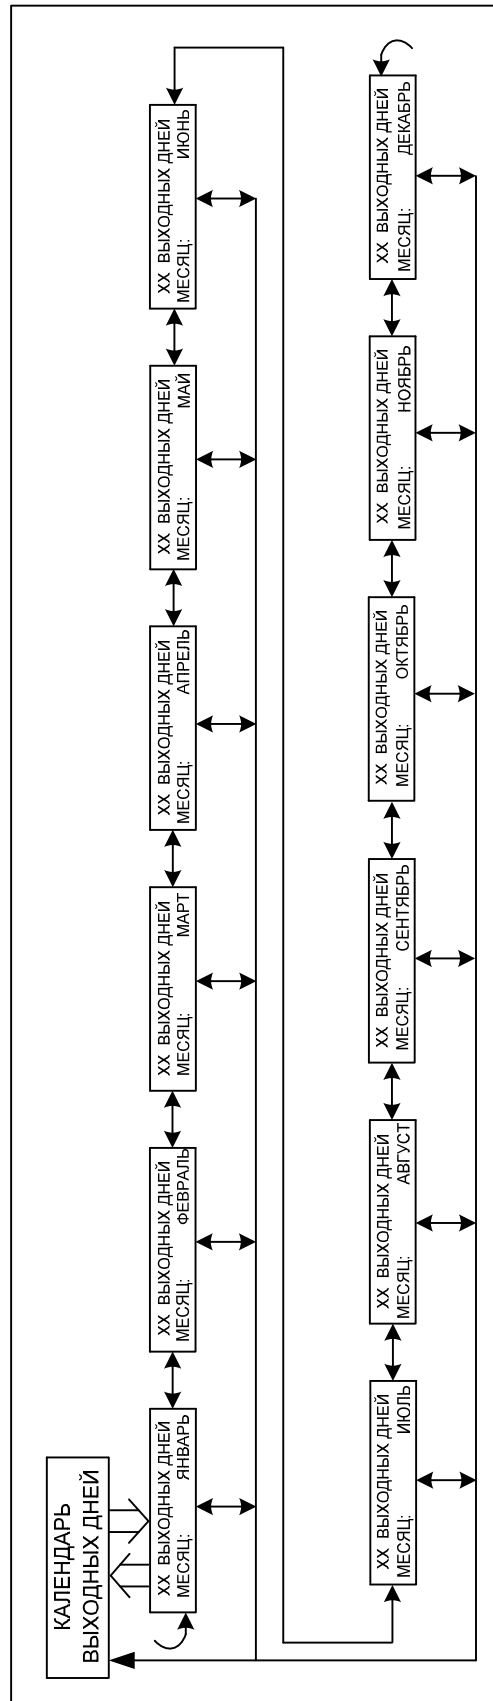 КАЛЕНДАРЬ
ВЫХОДНЫХ ДНЕЙ
XX ВЫХОДНЫХ ДНЕЙ
МЕСЯЦ: ЯНВАРЬ
XX ВЫХОДНЫХ ДНЕЙ
МЕСЯЦ: ФЕВРАЛЬ
XX ВЫХОДНЫХ ДНЕЙ
МЕСЯЦ: МАРТ
XX ВЫХОДНЫХ ДНЕЙ
МЕСЯЦ: АПРЕЛЬ
XX ВЫХОДНЫХ ДНЕЙ
МЕСЯЦ: МАЙ
XX ВЫХОДНЫХ ДНЕЙ
МЕСЯЦ: ИЮНЬ
XX ВЫХОДНЫХ ДНЕЙ
МЕСЯЦ: ИЮЛЬ
XX ВЫХОДНЫХ ДНЕЙ
МЕСЯЦ: АВГУСТ
XX ВЫХОДНЫХ ДНЕЙ
МЕСЯЦ: СЕНТЯБРЬ
XX ВЫХОДНЫХ ДНЕЙ
МЕСЯЦ: ОКТЯБРЬ
XX ВЫХОДНЫХ ДНЕЙ
МЕСЯЦ: НОЯБРЬ
XX ВЫХОДНЫХ ДНЕЙ
МЕСЯЦ: ДЕКАБРЬ